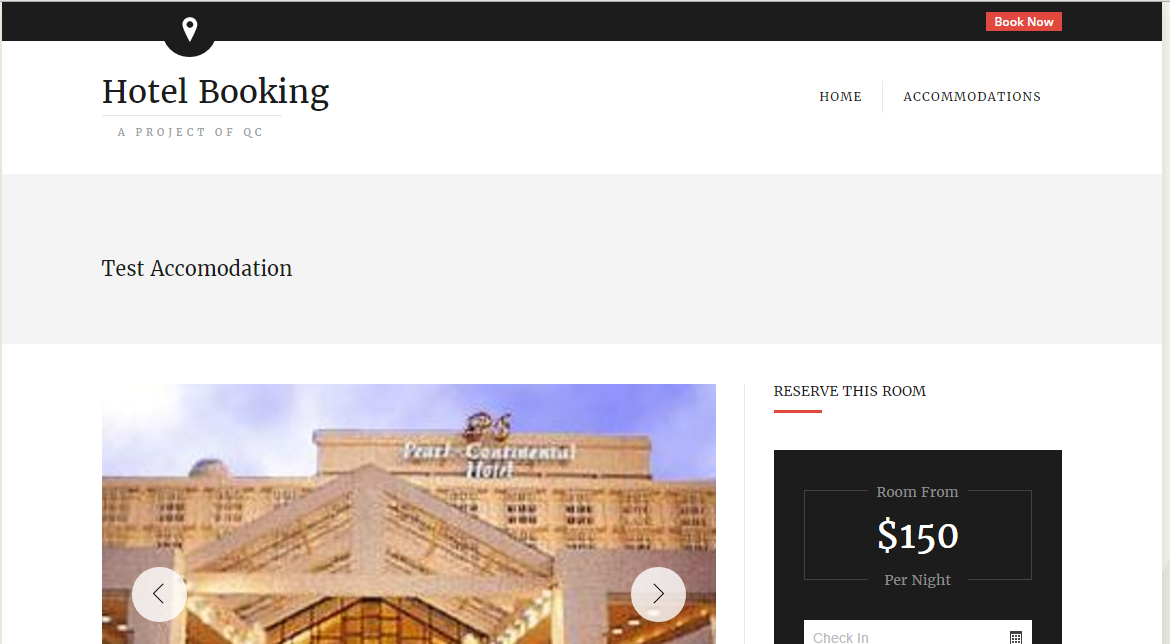 Book Now
Hotel Booking
A PROJECT OF QC
HOME
ACCOMMODATIONS
Test Accomodation
RESERVE THIS ROOM
Pearl-Continental
Hotel
Room From
$150
Per Night
Check In